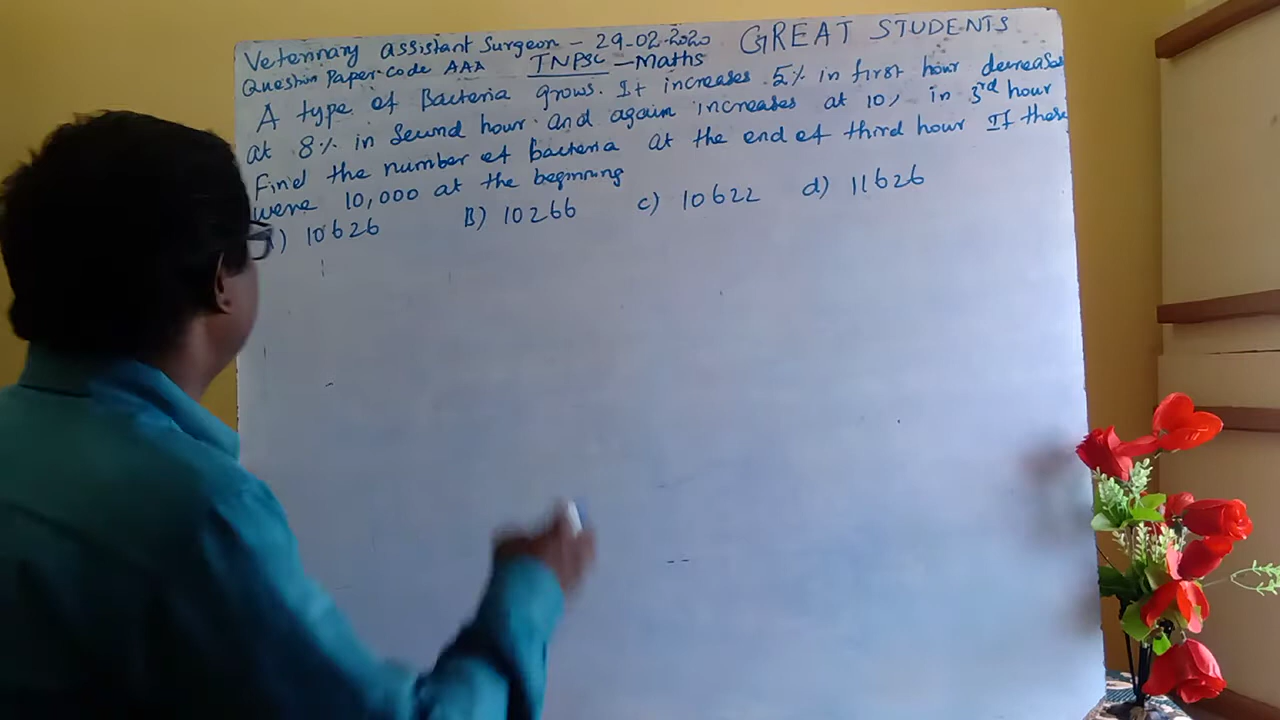 Veterinary Assistant Surgeon - 29-02-2020 GREAT STUDENTS
Question Paper-Code AAA TNPSC - Maths
A type of Bacteria grows. It increases 5% in first hour decreases
at 8% in second hour and again increases at 10% in 3rd hour
Find the number of bacteria at the end of third hour If there
were 10,000 at the beginning
) 10626 B) 10266 c) 10622 d) 11626